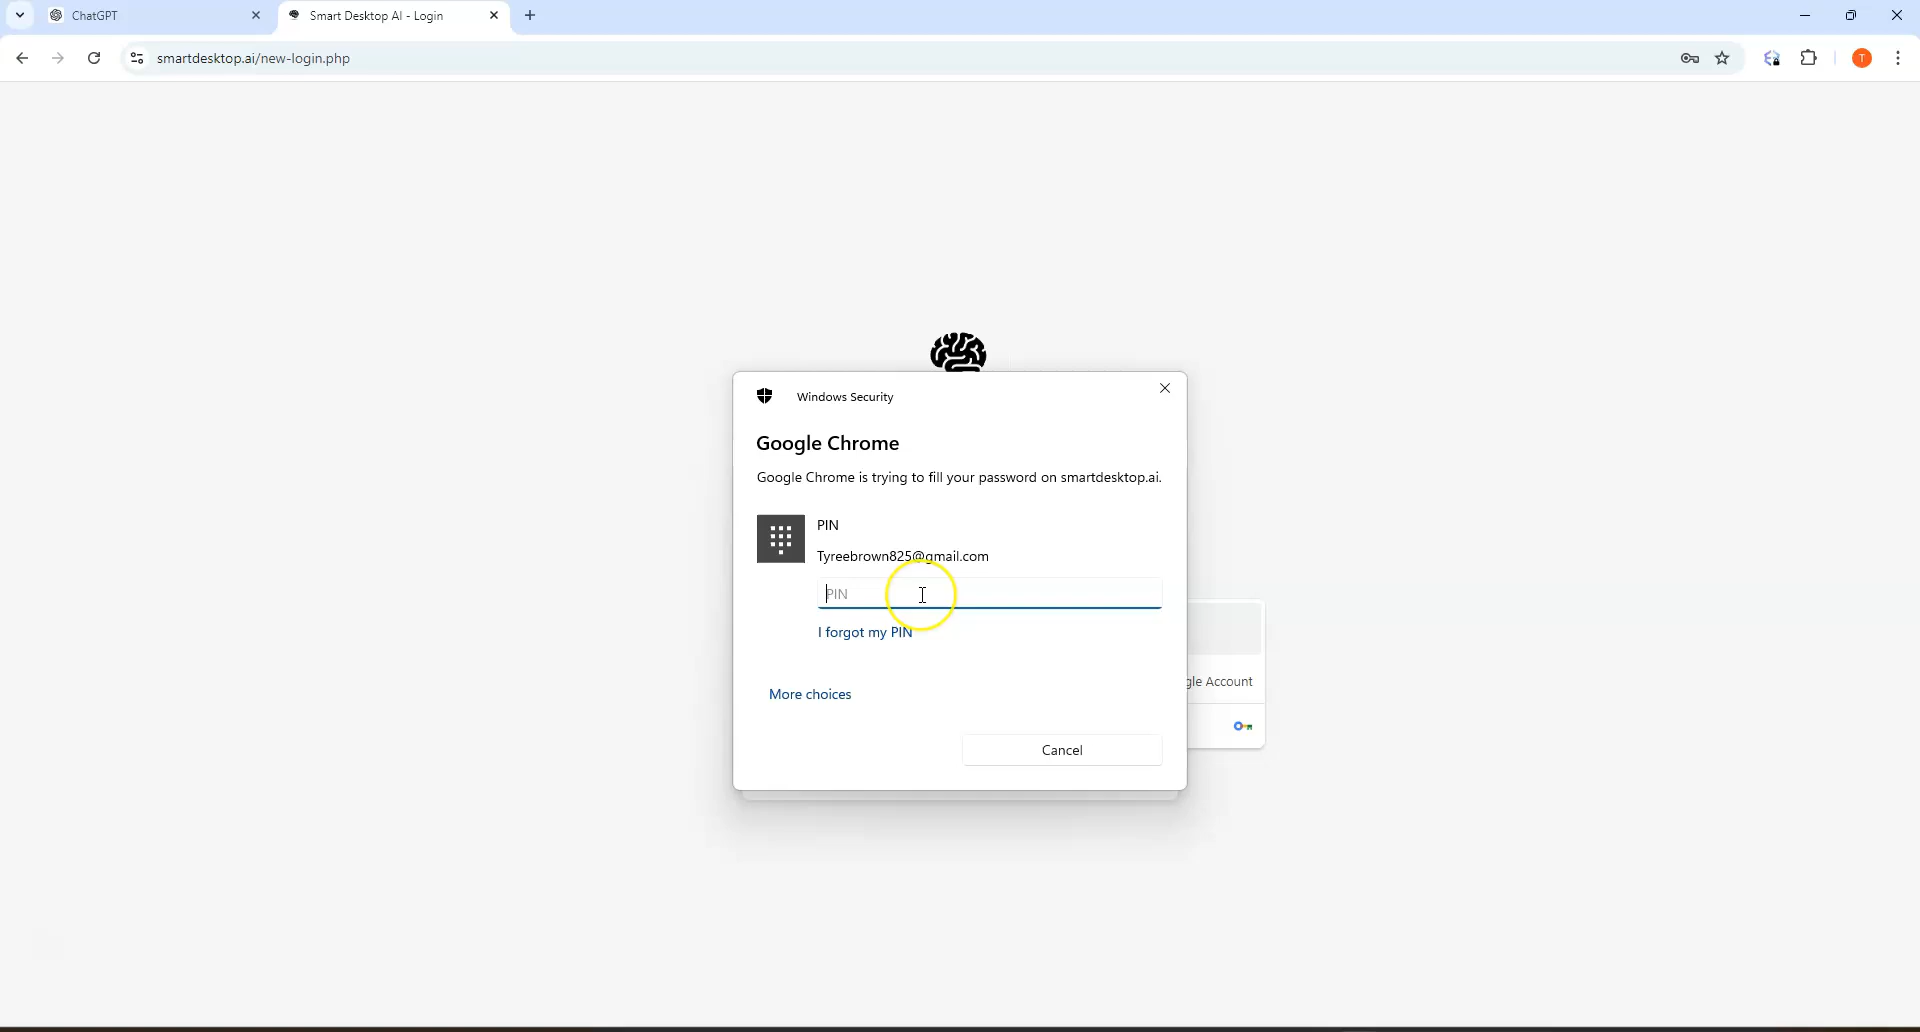 ChatGPT
Smart Desktop AI - Login
smartdesktop.ai/new-login.php
T
Windows Security
Google Chrome
Google Chrome is trying to fill your password on smartdesktop.ai.
PIN
Tyreebrown825@gmail.com
PIN
I forgot my PIN
gle Account
More choices
Cancel